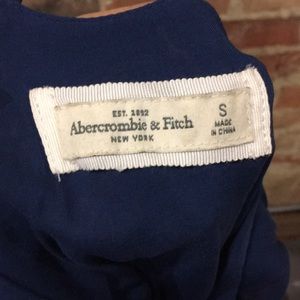 EST. 1892
Abercrombie & Fitch
NEW YORK
S
MADE
IN CHINA